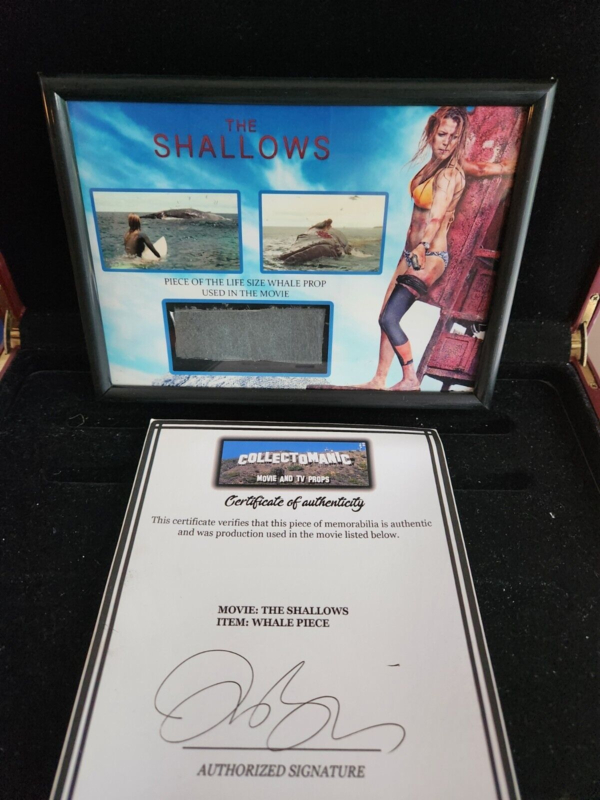 THE
SHALLOWS
PIECE OF THE LIFE SIZE WHALE PROP
USED IN THE MOVIE
COLLECTOMANIC
MOVIE AND TV PROPS
Certificate of authenticity
This certificate verifies that this piece of memorabilia is authentic
and was production used in the movie listed below.
MOVIE: THE SHALLOWS
ITEM: WHALE PIECE
AUTHORIZED SIGNATURE